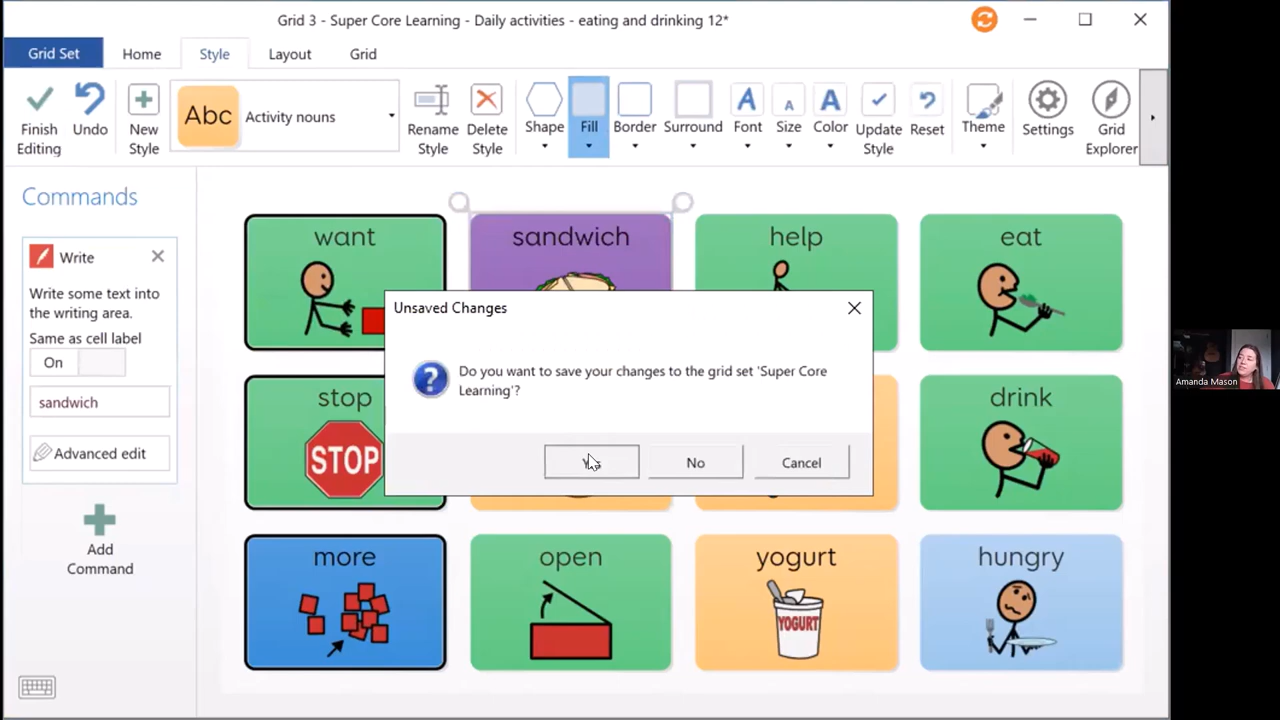 Grid 3 - Super Core Learning - Daily activities - eating and drinking 12*
Grid Set
Home
Style
Layout
Grid
Finish
Editing
Undo
New
Style
Abc
Activity nouns
Rename
Style
Delete
Style
Shape
Fill
Border
Surround
Font
Size
Color
Update
Style
Reset
Theme
Settings
Grid
Explorer
Commands
Write
Write some text into
the writing area.
Same as cell label
On
sandwich
Advanced edit
Add
Command
want
sandwich
help
eat
Unsaved Changes
Do you want to save your changes to the grid set 'Super Core
Learning'?
No
Cancel
stop
STOP
drink
more
open
yogurt
YOGURT
hungry
Amanda Mason